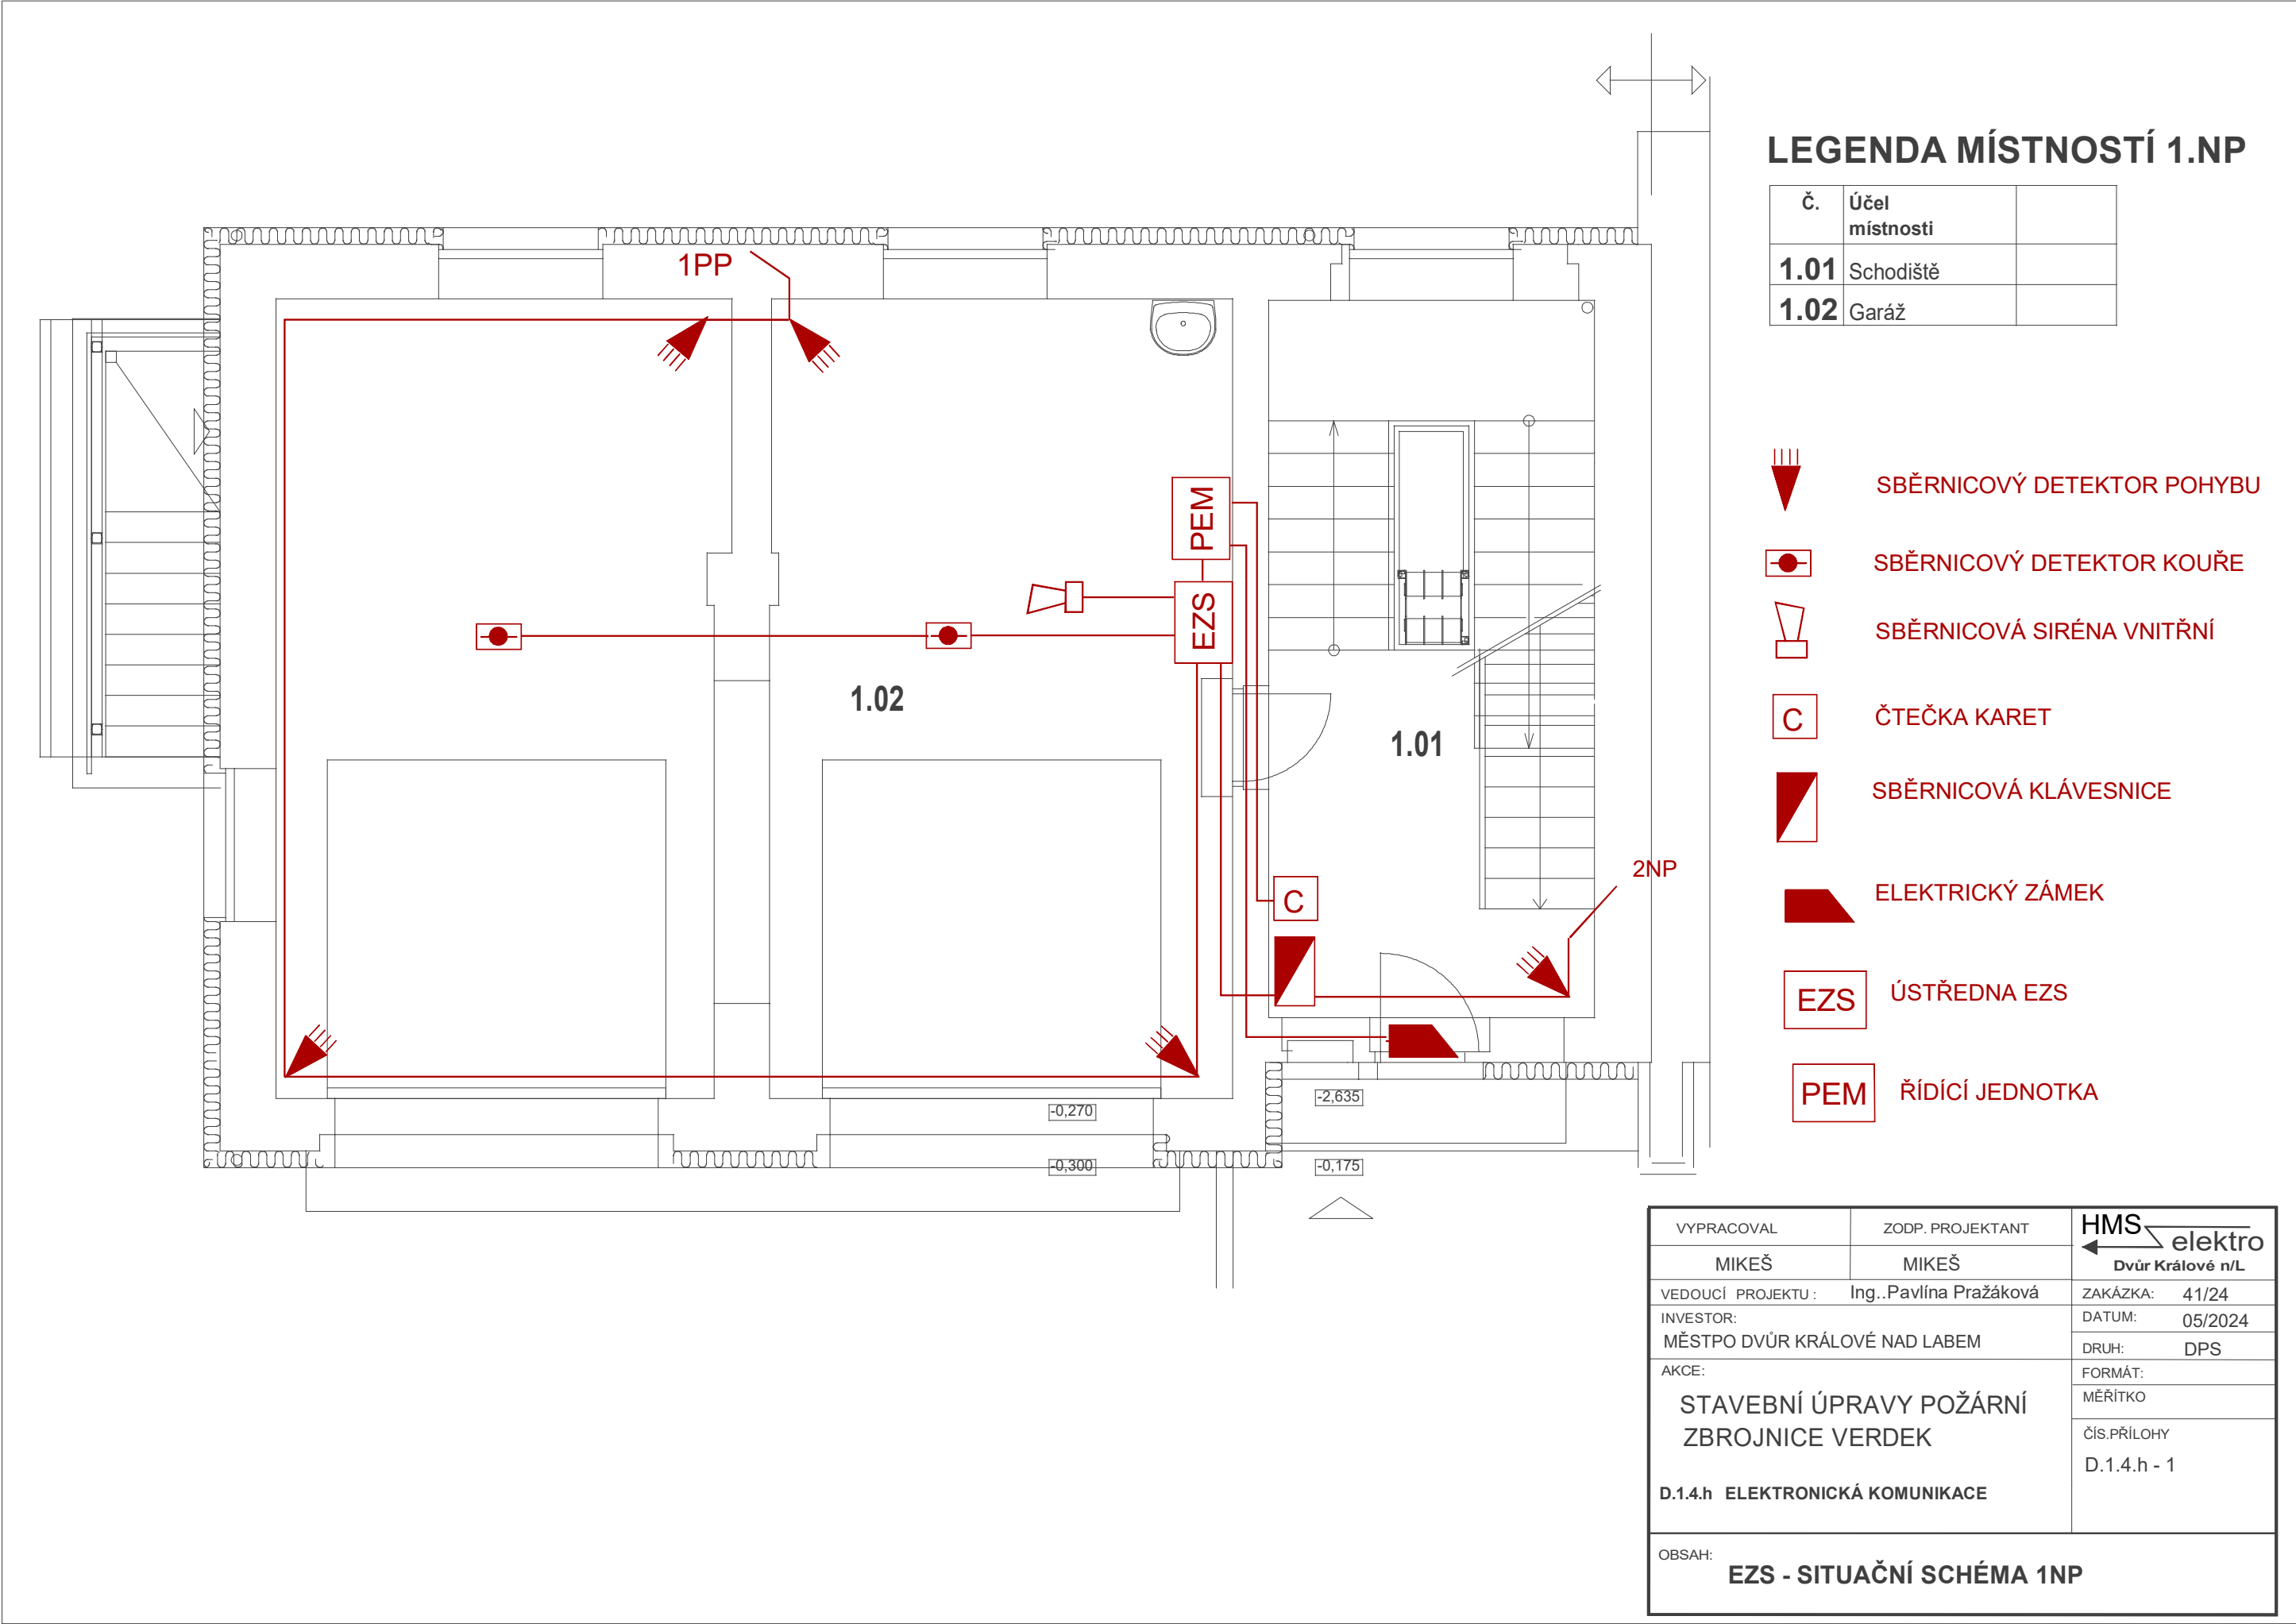 LEGENDA MÍSTNOSTÍ 1.NP
Č.
Účel
místnosti
1.01 Schodiště
1.02 Garáž
1PP
PEM
EZS
1.02
1.01
C
2NP
-0,270
-0,300
-2,635
-0,175
SBĚRNICOVÝ DETEKTOR POHYBU
SBĚRNICOVÝ DETEKTOR KOUŘE
SBĚRNICOVÁ SIRÉNA VNITŘNÍ
C ČTEČKA KARET
SBĚRNICOVÁ KLÁVESNICE
ELEKTRICKÝ ZÁMEK
EZS ÚSTŘEDNA EZS
PEM ŘÍDÍCÍ JEDNOTKA
VYPRACOVAL
ZODP. PROJEKTANT
MIKEŠ
MIKEŠ
HMS
elektro
Dvůr Králové n/L
VEDOUCÍ PROJEKTU : Ing..Pavlína Pražáková
INVESTOR:
MĚSTPO DVŮR KRÁLOVÉ NAD LABEM
AKCE:
STAVEBNÍ ÚPRAVY POŽÁRNÍ
ZBROJNICE VERDEK
D.1.4.h ELEKTRONICKÁ KOMUNIKACE
ZAKÁZKA: 41/24
DATUM: 05/2024
DRUH: DPS
FORMÁT:
MĚŘÍTKO
ČÍS.PŘÍLOHY
D.1.4.h - 1
OBSAH:
EZS - SITUAČNÍ SCHÉMA 1NP